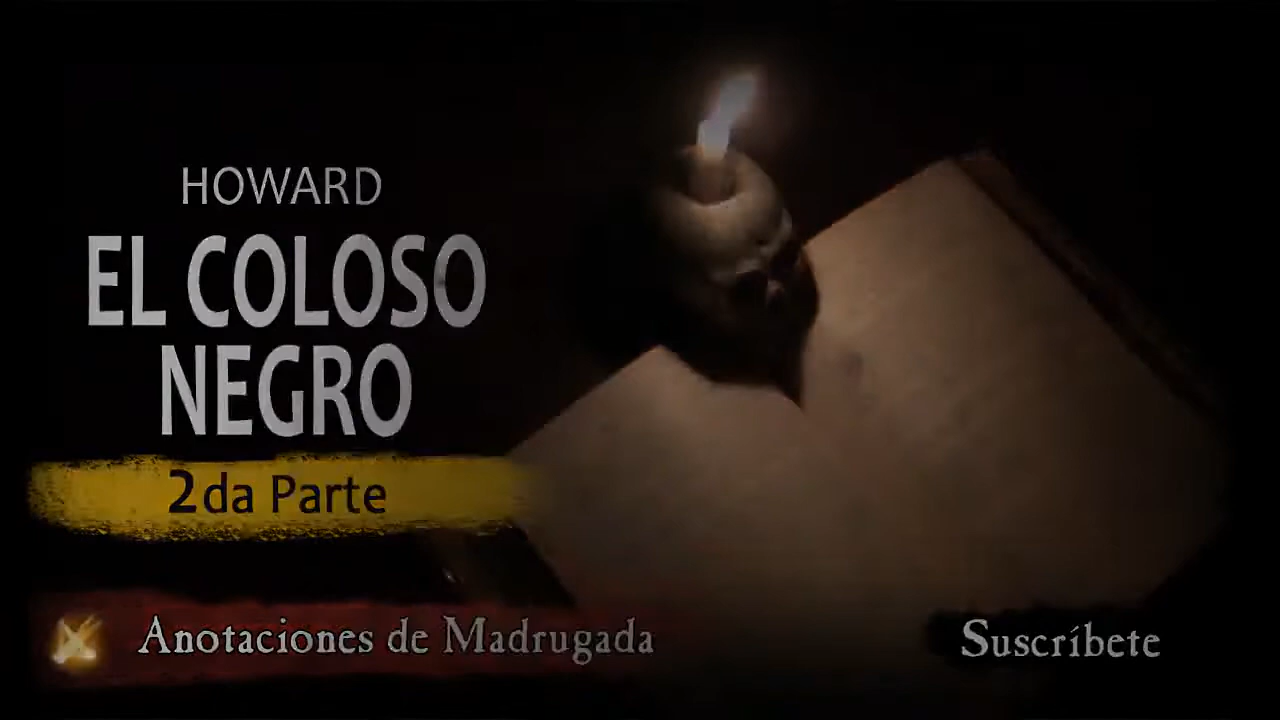 HOWARD
EL COLOSO
NEGRO
2da Parte
Anotaciones de Madrugada
Suscríbete